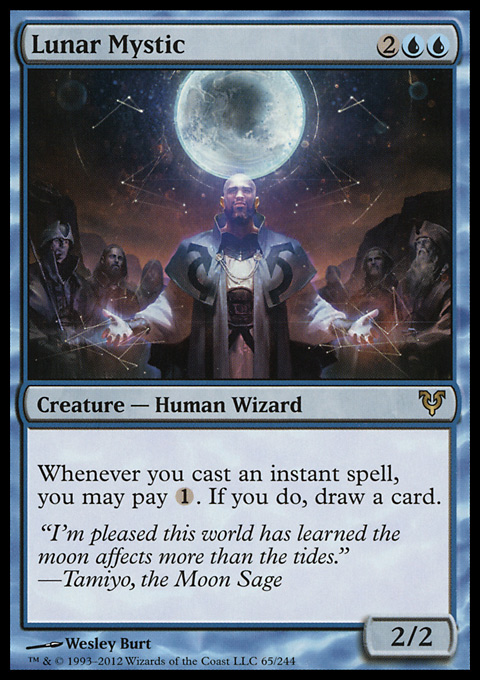 Lunar Mystic 2
Creature — Human Wizard
Whenever you cast an instant spell,
you may pay 1. If you do, draw a card.
“I’m pleased this world has learned the
moon affects more than the tides.”
—Tamiyo, the Moon Sage
2/2
Wesley Burt
™ & © 1993–2012 Wizards of the Coast LLC 65/244